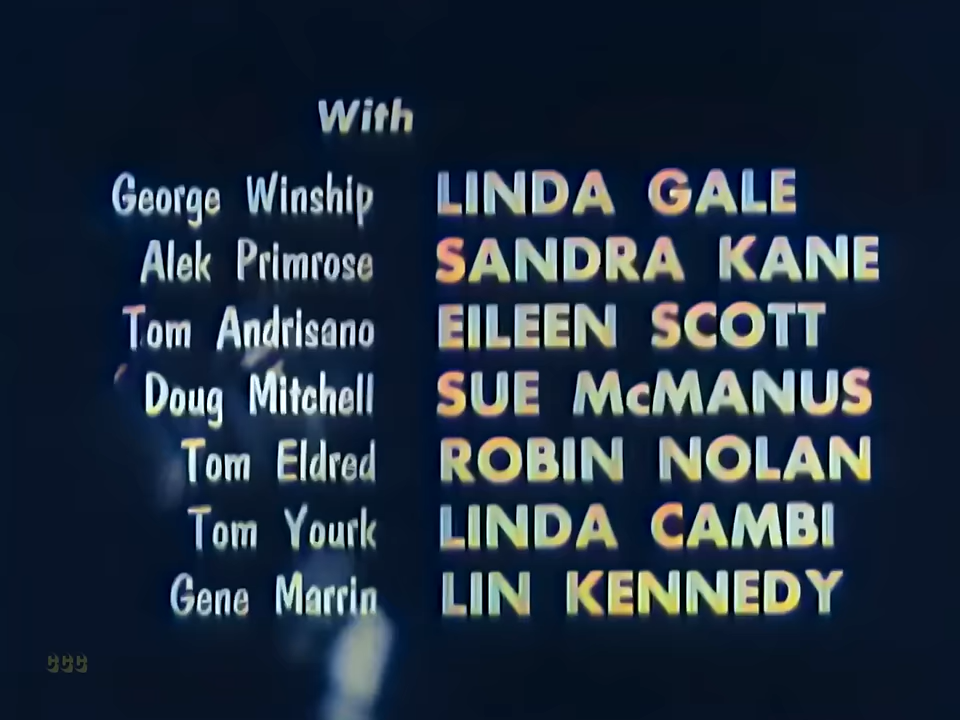 With
George Winship LINDA GALE
Alek Primrose SANDRA KANE
Tom Andrisano EILEEN SCOTT
Doug Mitchell SUE McMANUS
Tom Eldred ROBIN NOLAN
Tom Yourk LINDA CAMBI
Gene Marrin LIN KENNEDY
CCC